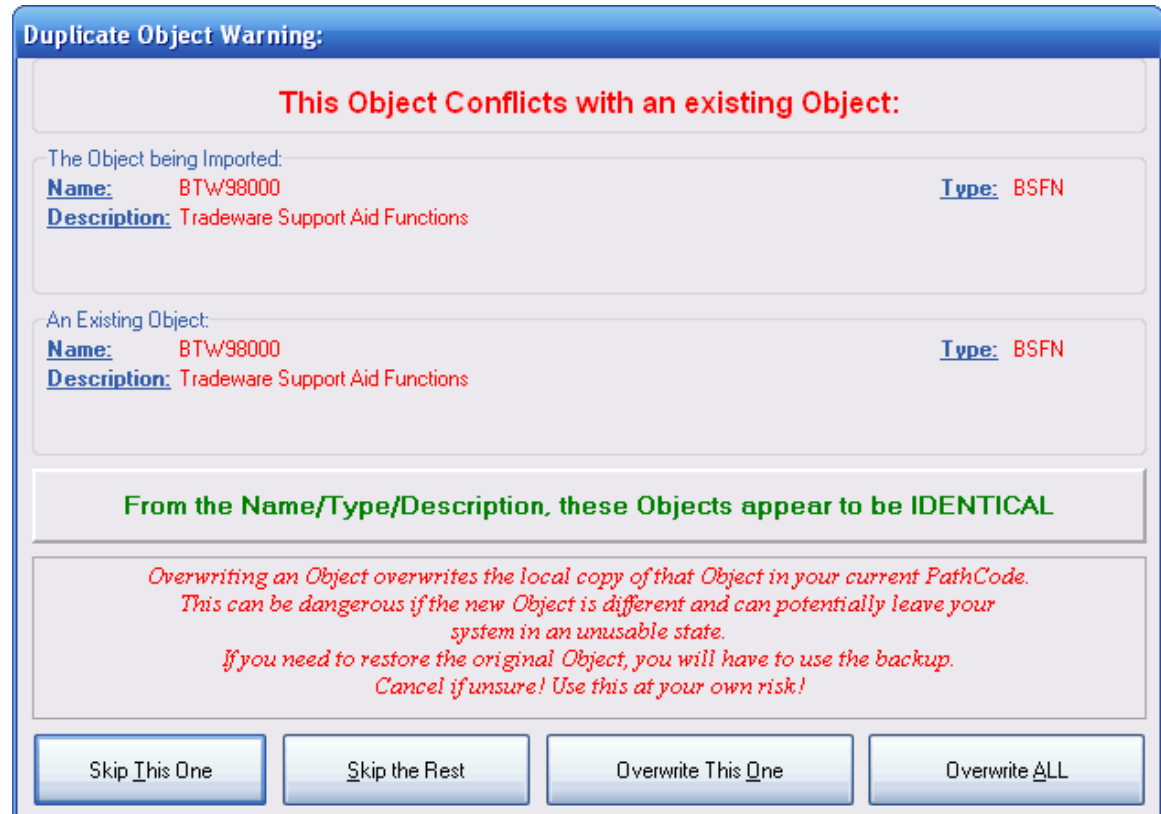 Duplicate Object Warning:
This Object Conflicts with an existing Object:
The Object being Imported:
Name: BTW98000 Type: BSFN
Description: Tradeware Support Aid Functions
An Existing Object:
Name: BTW98000 Type: BSFN
Description: Tradeware Support Aid Functions
From the Name/Type/Description, these Objects appear to be IDENTICAL
Overwriting an Object overwrites the local copy of that Object in your current PathCode.
This can be dangerous if the new Object is different and can potentially leave your
system in an unusable state.
If you need to restore the original Object, you will have to use the backup.
Cancel if unsure! Use this at your own risk!
Skip This One Skip the Rest Overwrite This One Overwrite ALL